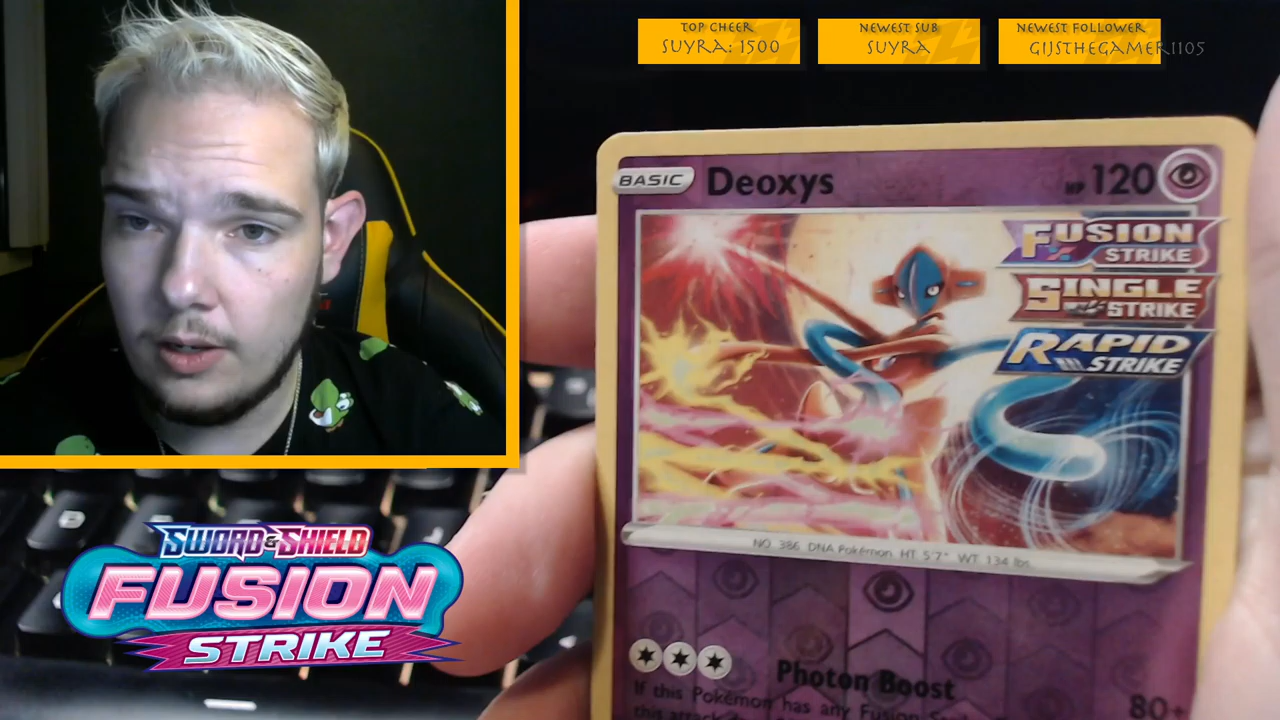 TOP CHEER
SUYRA: 1500
NEWEST SUB
SUYRA
NEWEST FOLLOWER
GIJSTHEGAMER1105
BASIC Deoxys HP 120
FUSION
STRIKE
SINGLE
STRIKE
RAPID
STRIKE
NO. 386 DNA Pokémon HT: 5'7" WT: 134 lbs.
Photon Boost 80+
If this Pokémon has any Fusion
this attack
SWORD & SHIELD
FUSION
STRIKE